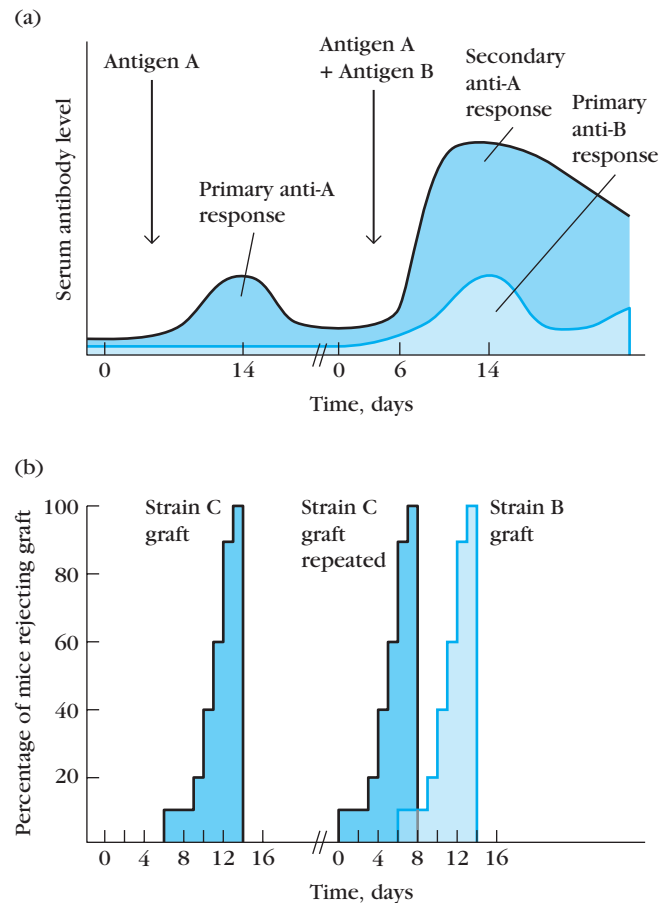 (a)
Antigen A
Antigen A
+ Antigen B
Secondary
anti-A
response
Primary
anti-B
response
Primary anti-A
response
Serum antibody level
0 14 0 6 14
Time, days
(b)
Percentage of mice rejecting graft
100
80
60
40
20
Strain C
graft
Strain C
graft
repeated
Strain B
graft
0 4 8 12 16 0 4 8 12 16
Time, days